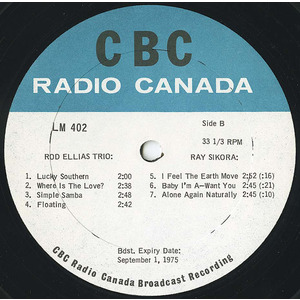 CBC
RADIO CANADA
LM 402
Side B
33 1/3 RPM
ROD ELLIAS TRIO:
1. Lucky Southern 2:00
2. Where Is The Love? 2:38
3. Simple Samba 2:48
4. Floating 2:42
RAY SIKORA:
5. I Feel The Earth Move 2:52 (:16)
6. Baby I'm A—Want You 2:45 (:21)
7. Alone Again Naturally 2:45 (:10)
Bdst. Expiry Date:
September 1, 1975
CBC Radio Canada Broadcast Recording